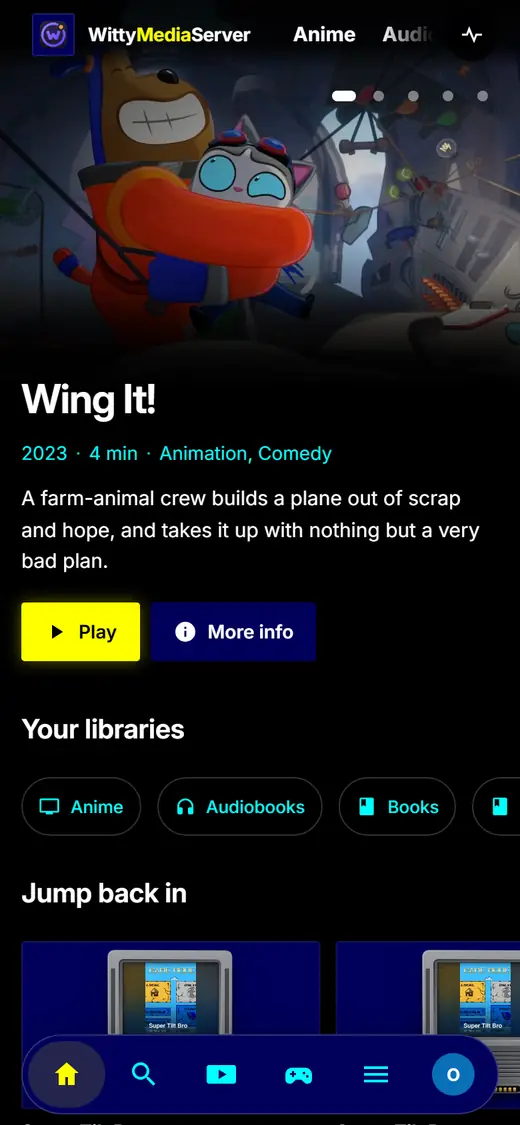 WittyMediaServer
Anime
Wing It!
2023 · 4 min · Animation, Comedy
A farm-animal crew builds a plane out of scrap
and hope, and takes it up with nothing but a very
bad plan.
Play
More info
Your libraries
Anime
Audiobooks
Books
Jump back in
Super Tilt Bro
Super Tilt Bro
O